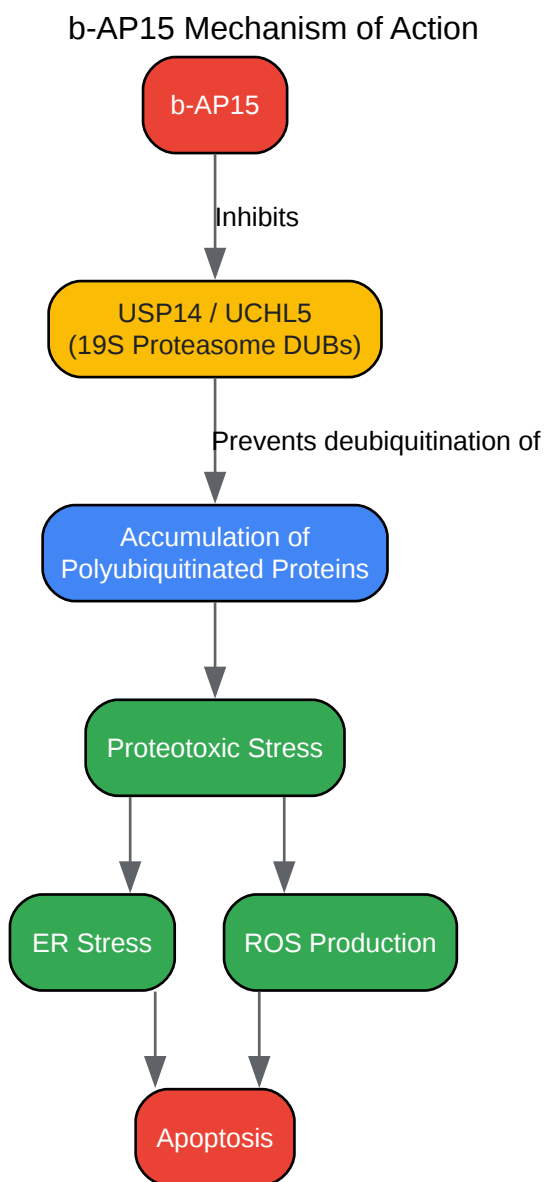 b-AP15 Mechanism of Action
b-AP15
Inhibits
USP14 / UCHL5
(19S Proteasome DUBs)
Prevents deubiquitination of
Accumulation of
Polyubiquitinated Proteins
Proteotoxic Stress
ER Stress
ROS Production
Apoptosis